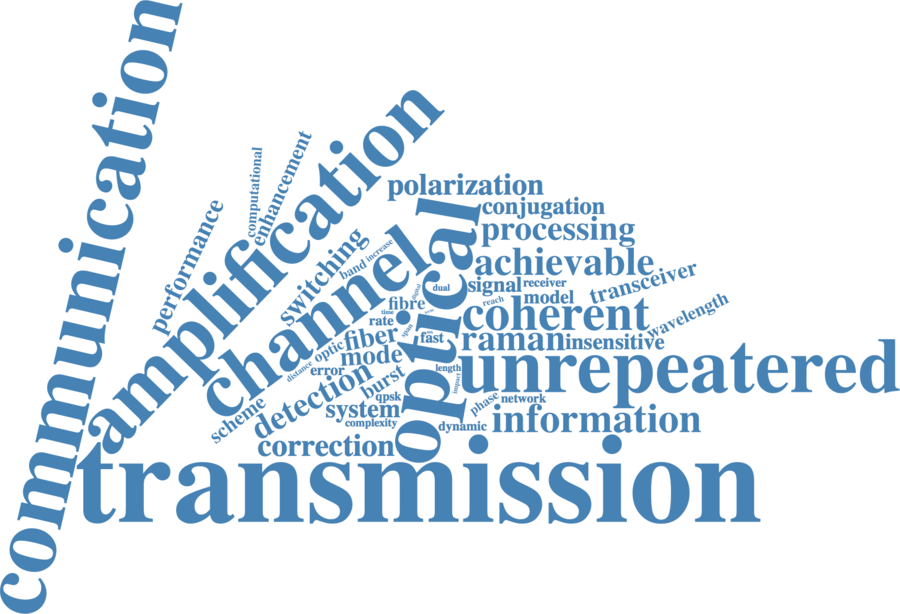 communication
amplification
transmission
channel
optical
unrepeatered
performance
computational
enhancement
polarization
conjugation
processing
switching
band
increase
achievable
signal
receiver
transceiver
dual
digital
reach
model
fibre
time
coherent
wavelength
rate
span
fast
raman
insensitive
fiber
optic
mode
distance
error
length
impact
detection
burst
qpsk
phase
network
scheme
system
complexity
dynamic
information
correction